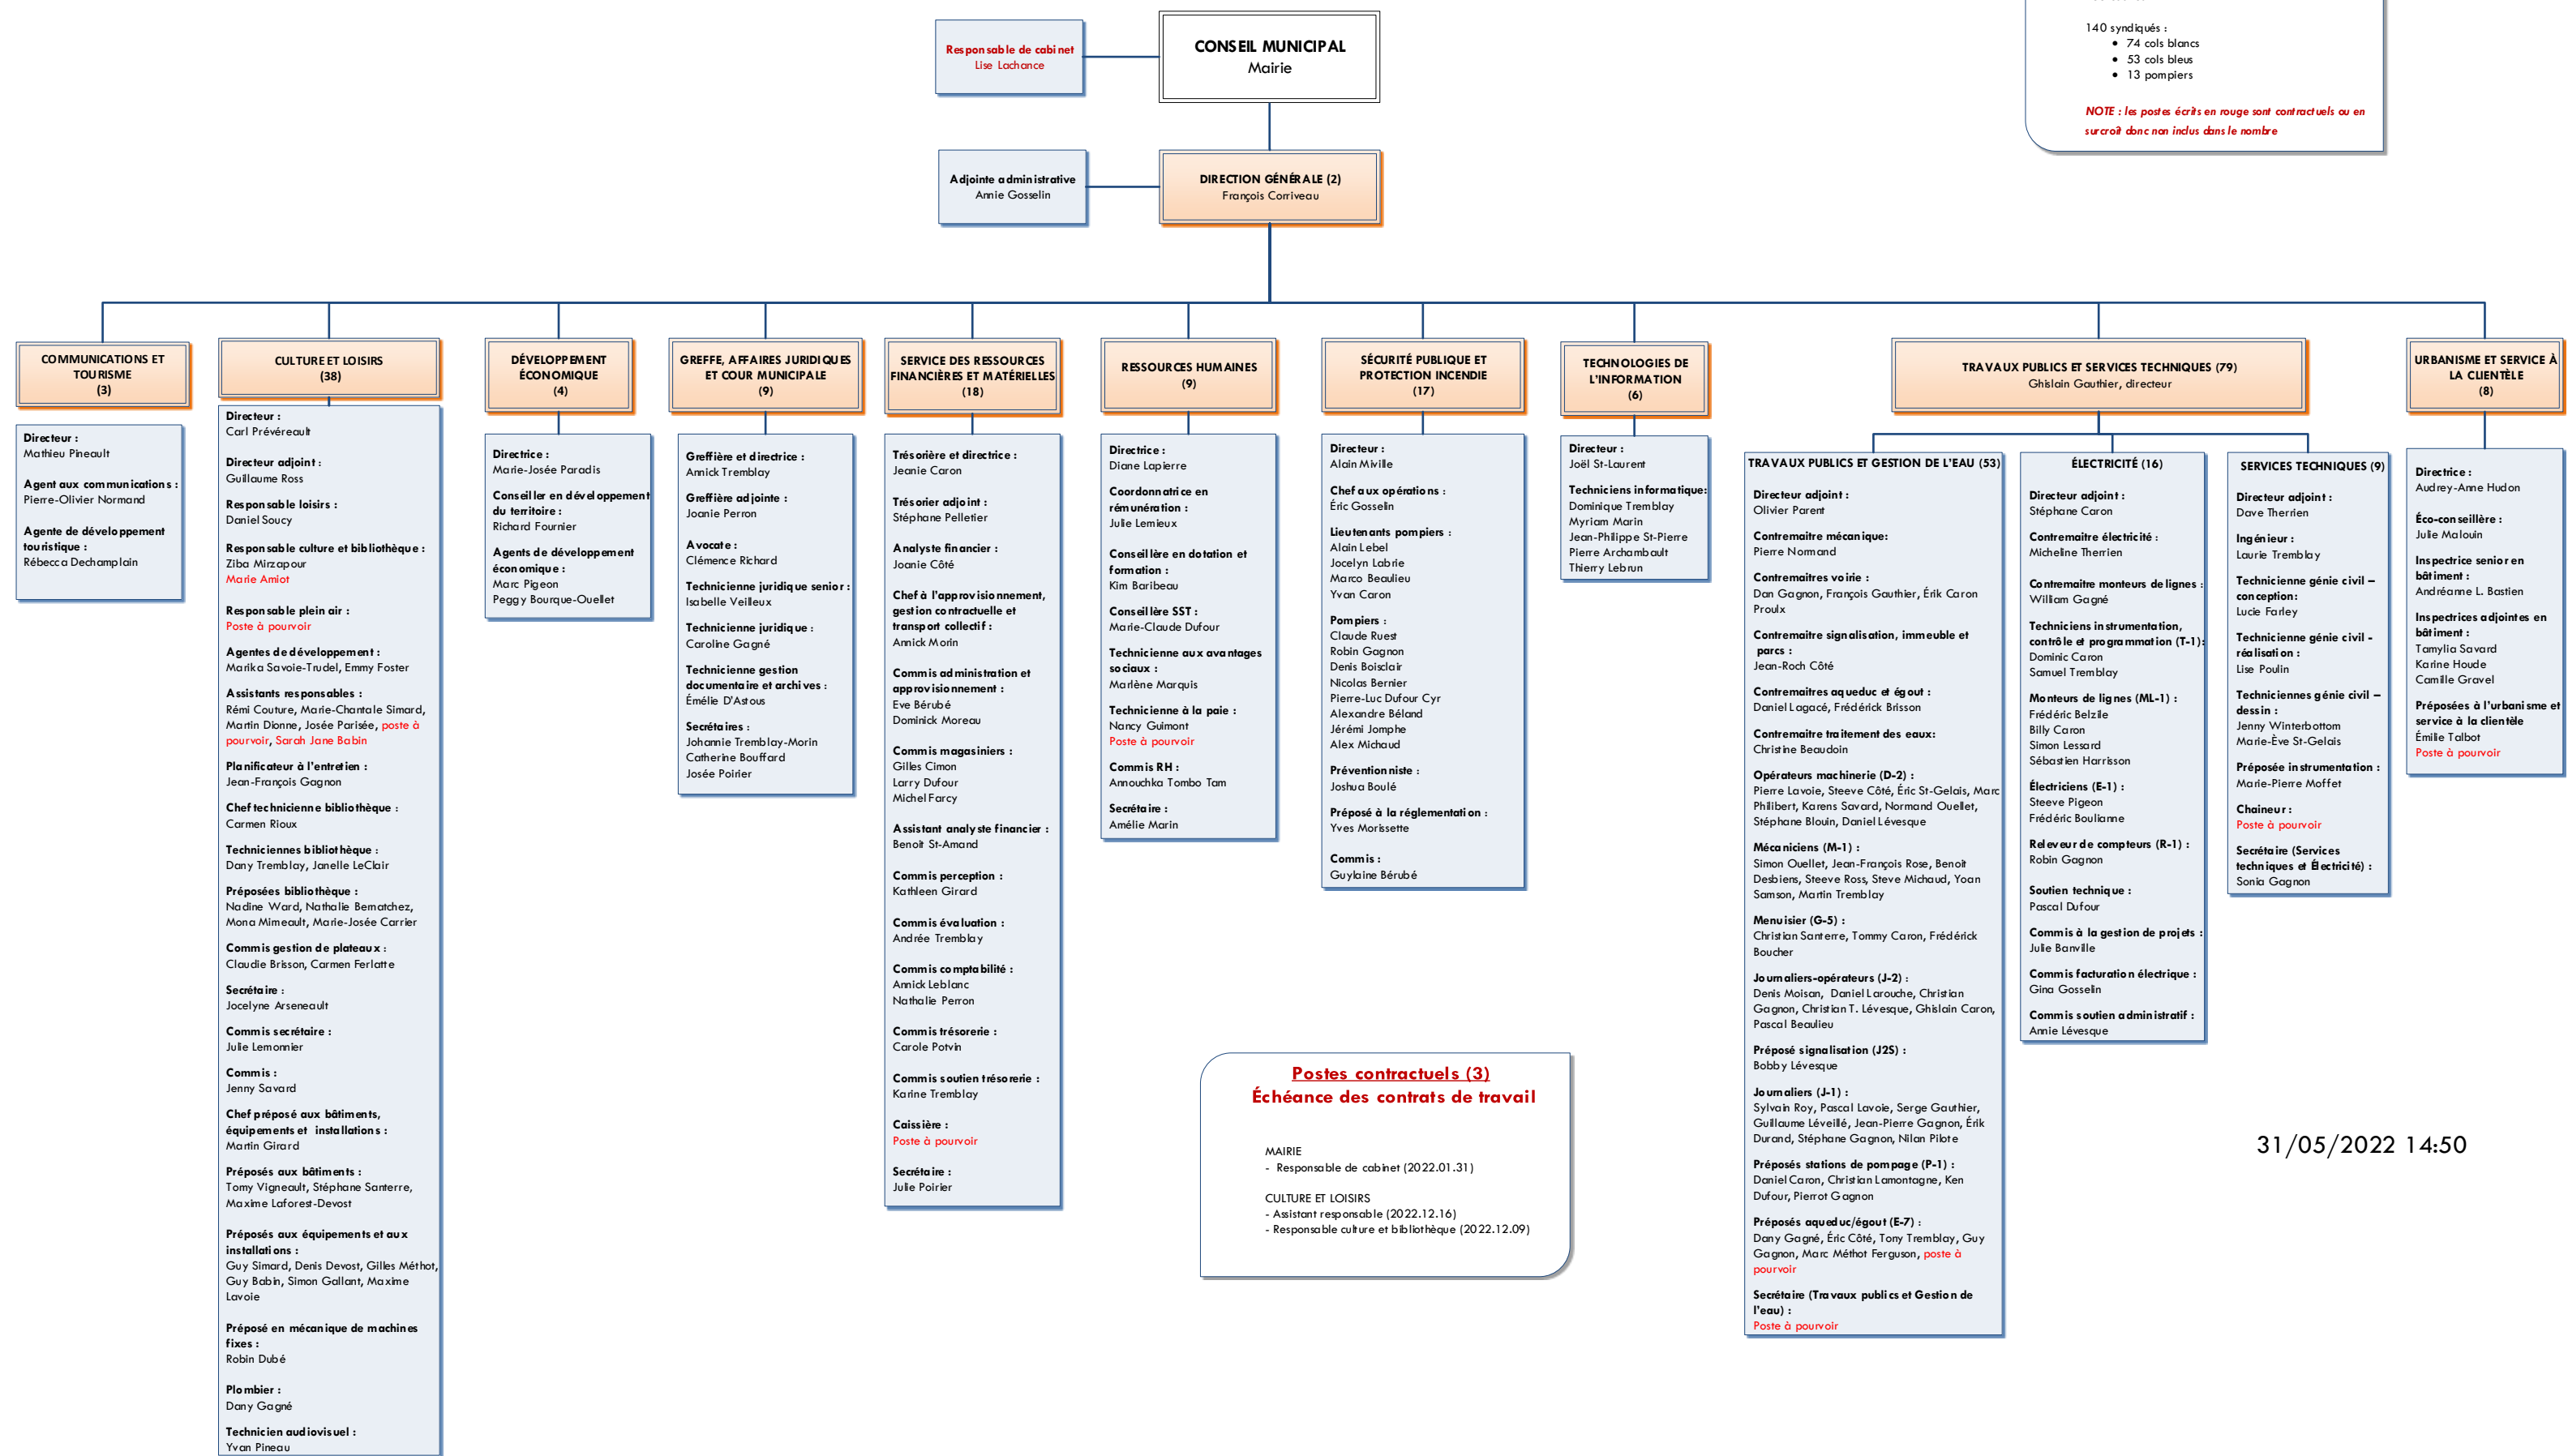 140 syndiqués :
• 74 cols blancs
• 53 cols bleus
• 13 pompiers
NOTE : les postes écrits en rouge sont contractuels ou en
surcroît donc non inclus dans le nombre
Responsable de cabinet
Lise Lachance
CONSEIL MUNICIPAL
Mairie
Adjointe administrative
Annie Gosselin
DIRECTION GÉNÉRALE (2)
François Corriveau
COMMUNICATIONS ET
TOURISME
(3)
Directeur :
Mathieu Pineault
Agent aux communications :
Pierre-Olivier Normand
Agente de développement
touristique :
Rébecca Dechamplain
CULTURE ET LOISIRS
(38)
Directeur :
Carl Prévéreault
Directeur adjoint :
Guillaume Ross
Responsable loisirs :
Daniel Soucy
Responsable culture et bibliothèque :
Ziba Mirzapour
Marie Amiot
Responsable plein air :
Poste à pourvoir
Agentes de développement :
Marika Savoie-Trudel, Emmy Foster
Assistants responsables :
Rémi Couture, Marie-Chantale Simard,
Martin Dionne, Josée Parisée, poste à
pourvoir, Sarah Jane Babin
Planificateur à l'entretien :
Jean-François Gagnon
Chef technicienne bibliothèque :
Carmen Rioux
Techniciennes bibliothèque :
Dany Tremblay, Janelle LeClair
Préposées bibliothèque :
Nadine Ward, Nathalie Bernatchez,
Mona Mimeault, Marie-Josée Carrier
Commis gestion de plateaux :
Claudie Brisson, Carmen Ferlatte
Secrétaire :
Jocelyne Arseneault
Commis secrétaire :
Julie Lemonnier
Commis :
Jenny Savard
Chef préposé aux bâtiments,
équipements et installations :
Martin Girard
Préposés aux bâtiments :
Tomy Vigneault, Stéphane Santerre,
Maxime Laforest-Devost
Préposés aux équipements et aux
installations :
Guy Simard, Denis Devost, Gilles Méthot,
Guy Babin, Simon Gallant, Maxime
Lavoie
Préposé en mécanique de machines
fixes :
Robin Dubé
Plombier :
Dany Gagné
Technicien audiovisuel :
Yvan Pineau
DÉVELOPPEMENT
ÉCONOMIQUE
(4)
Directrice :
Marie-Josée Paradis
Conseiller en développement
du territoire :
Richard Fournier
Agents de développement
économique :
Marc Pigeon
Peggy Bourque-Ouellet
GREFFE, AFFAIRES JURIDIQUES
ET COUR MUNICIPALE
(9)
Greffière et directrice :
Annick Tremblay
Greffière adjointe :
Joanie Perron
Avocate :
Clémence Richard
Technicienne juridique senior :
Isabelle Veilleux
Technicienne juridique :
Caroline Gagné
Technicienne gestion
documentaire et archives :
Émélie D'Astous
Secrétaires :
Johannie Tremblay-Morin
Catherine Bouffard
Josée Poirier
SERVICE DES RESSOURCES
FINANCIÈRES ET MATÉRIELLES
(18)
Trésorière et directrice :
Jeanie Caron
Trésorier adjoint :
Stéphane Pelletier
Analyste financier :
Joanie Côté
Chef à l'approvisionnement,
gestion contractuelle et
transport collectif :
Annick Morin
Commis administration et
approvisionnement :
Eve Bérubé
Dominick Moreau
Commis magasiniers :
Gilles Cimon
Larry Dufour
Michel Farcy
Assistant analyste financier :
Benoit St-Amand
Commis perception :
Kathleen Girard
Commis évaluation :
Andrée Tremblay
Commis comptabilité :
Annick Leblanc
Nathalie Perron
Commis trésorerie :
Carole Potvin
Commis soutien trésorerie :
Karine Tremblay
Caissière :
Poste à pourvoir
Secrétaire :
Julie Poirier
RESSOURCES HUMAINES
(9)
Directrice :
Diane Lapierre
Coordonnatrice en
rémunération :
Julie Lemieux
Conseillère en dotation et
formation :
Kim Baribeau
Conseillère SST :
Marie-Claude Dufour
Technicienne aux avantages
sociaux :
Marlène Marquis
Technicienne à la paie :
Nancy Guimont
Poste à pourvoir
Commis RH :
Annouchka Tombo Tam
Secrétaire :
Amélie Marin
SÉCURITÉ PUBLIQUE ET
PROTECTION INCENDIE
(17)
Directeur :
Alain Miville
Chef aux opérations :
Éric Gosselin
Lieutenants pompiers :
Alain Lebel
Jocelyn Labrie
Marco Beaulieu
Yvan Caron
Pompiers :
Claude Ruest
Robin Gagnon
Denis Boisclair
Nicolas Bernier
Pierre-Luc Dufour Cyr
Alexandre Béland
Jérémi Jomphe
Alex Michaud
Préventionniste :
Joshua Boulé
Préposé à la réglementation :
Yves Morissette
Commis :
Guylaine Bérubé
TECHNOLOGIES DE
L'INFORMATION
(6)
Directeur :
Joël St-Laurent
Techniciens informatique:
Dominique Tremblay
Myriam Marin
Jean-Philippe St-Pierre
Pierre Archambault
Thierry Lebrun
TRAVAUX PUBLICS ET SERVICES TECHNIQUES (79)
Ghislain Gauthier, directeur
TRAVAUX PUBLICS ET GESTION DE L'EAU (53)
Directeur adjoint :
Olivier Parent
Contremaitre mécanique:
Pierre Normand
Contremaitres voirie :
Dan Gagnon, François Gauthier, Érik Caron
Proulx
Contremaitre signalisation, immeuble et
parcs :
Jean-Roch Côté
Contremaitres aqueduc et égout :
Daniel Lagacé, Frédérick Brisson
Contremaitre traitement des eaux:
Christine Beaudoin
Opérateurs machinerie (D-2) :
Pierre Lavoie, Steeve Côté, Éric St-Gelais, Marc
Philibert, Karens Savard, Normand Ouellet,
Stéphane Blouin, Daniel Lévesque
Mécaniciens (M-1) :
Simon Ouellet, Jean-François Rose, Benoit
Desbiens, Steeve Ross, Steve Michaud, Yoan
Samson, Martin Tremblay
Menuisier (G-5) :
Christian Santerre, Tommy Caron, Frédérick
Boucher
Journaliers-opérateurs (J-2) :
Denis Moisan, Daniel Larouche, Christian
Gagnon, Christian T. Lévesque, Ghislain Caron,
Pascal Beaulieu
Préposé signalisation (J2S) :
Bobby Lévesque
Journaliers (J-1) :
Sylvain Roy, Pascal Lavoie, Serge Gauthier,
Guillaume Léveillé, Jean-Pierre Gagnon, Érik
Durand, Stéphane Gagnon, Nilan Pilote
Préposés stations de pompage (P-1) :
Daniel Caron, Christian Lamontagne, Ken
Dufour, Pierrot Gagnon
Préposés aqueduc/égout (E-7) :
Dany Gagné, Éric Côté, Tony Tremblay, Guy
Gagnon, Marc Méthot Ferguson, poste à
pourvoir
Secrétaire (Travaux publics et Gestion de
l'eau) :
Poste à pourvoir
ÉLECTRICITÉ (16)
Directeur adjoint :
Stéphane Caron
Contremaitre électricité :
Micheline Therrien
Contremaitre monteurs de lignes :
William Gagné
Techniciens instrumentation,
contrôle et programmation (T-1):
Dominic Caron
Samuel Tremblay
Monteurs de lignes (ML-1) :
Frédéric Belzile
Billy Caron
Simon Lessard
Sébastien Harrisson
Électriciens (E-1) :
Steeve Pigeon
Frédéric Boulianne
Releveur de compteurs (R-1) :
Robin Gagnon
Soutien technique :
Pascal Dufour
Commis à la gestion de projets :
Julie Banville
Commis facturation électrique :
Gina Gosselin
Commis soutien administratif :
Annie Lévesque
SERVICES TECHNIQUES (9)
Directeur adjoint :
Dave Therrien
Ingénieur :
Laurie Tremblay
Technicienne génie civil –
conception:
Lucie Farley
Technicienne génie civil -
réalisation :
Lise Poulin
Techniciennes génie civil –
dessin :
Jenny Winterbottom
Marie-Ève St-Gelais
Préposée instrumentation :
Marie-Pierre Moffet
Chaineur :
Poste à pourvoir
Secrétaire (Services
techniques et Électricité) :
Sonia Gagnon
URBANISME ET SERVICE À
LA CLIENTÈLE
(8)
Directrice :
Audrey-Anne Hudon
Éco-conseillère :
Julie Malouin
Inspectrice senior en
bâtiment :
Andréanne L. Bastien
Inspectrices adjointes en
bâtiment :
Tamylia Savard
Karine Houde
Camille Gravel
Préposées à l'urbanisme et
service à la clientèle
Émilie Talbot
Poste à pourvoir
Postes contractuels (3)
Échéance des contrats de travail
MAIRIE
- Responsable de cabinet (2022.01.31)
CULTURE ET LOISIRS
- Assistant responsable (2022.12.16)
- Responsable culture et bibliothèque (2022.12.09)
31/05/2022 14:50